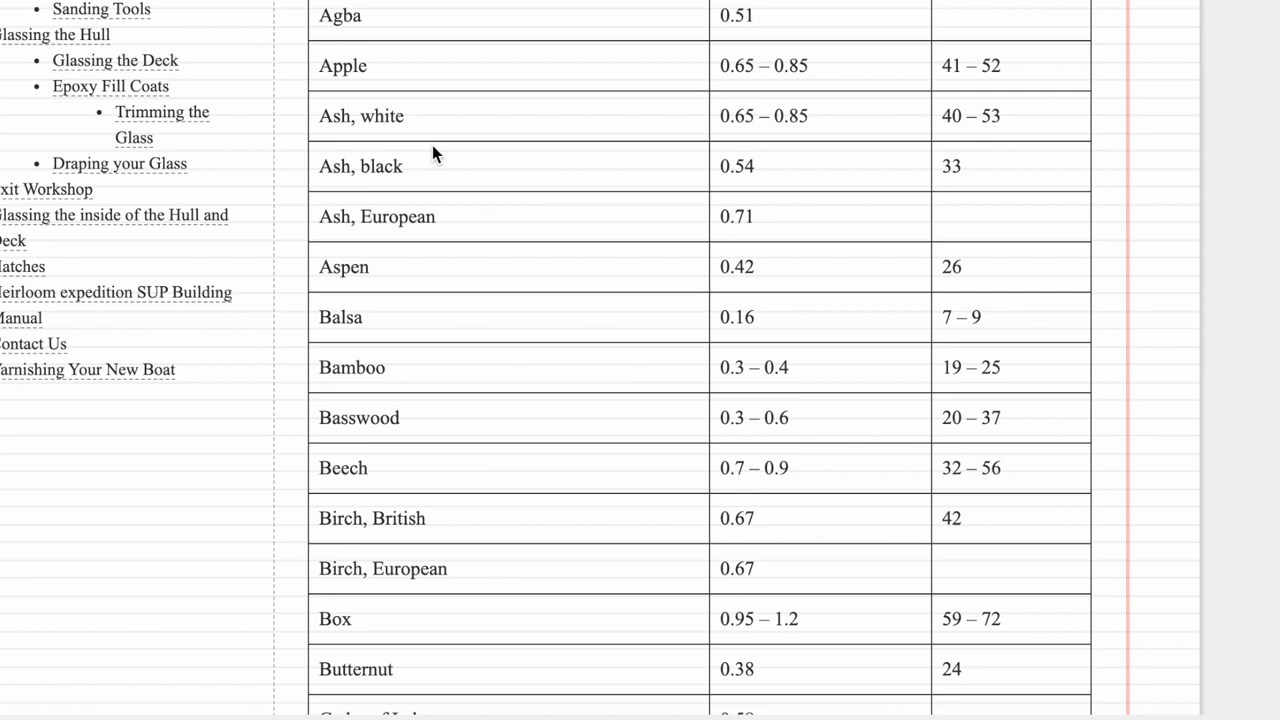 Sanding Tools
lassing the Hull
Glassing the Deck
Epoxy Fill Coats
Trimming the
Glass
Draping your Glass
xit Workshop
lassing the inside of the Hull and
eck
atches
eirloom expedition SUP Building
Manual
ontact Us
arnishing Your New Boat
Agba 0.51
Apple 0.65 – 0.85 41 – 52
Ash, white 0.65 – 0.85 40 – 53
Ash, black 0.54 33
Ash, European 0.71
Aspen 0.42 26
Balsa 0.16 7 – 9
Bamboo 0.3 – 0.4 19 – 25
Basswood 0.3 – 0.6 20 – 37
Beech 0.7 – 0.9 32 – 56
Birch, British 0.67 42
Birch, European 0.67
Box 0.95 – 1.2 59 – 72
Butternut 0.38 24